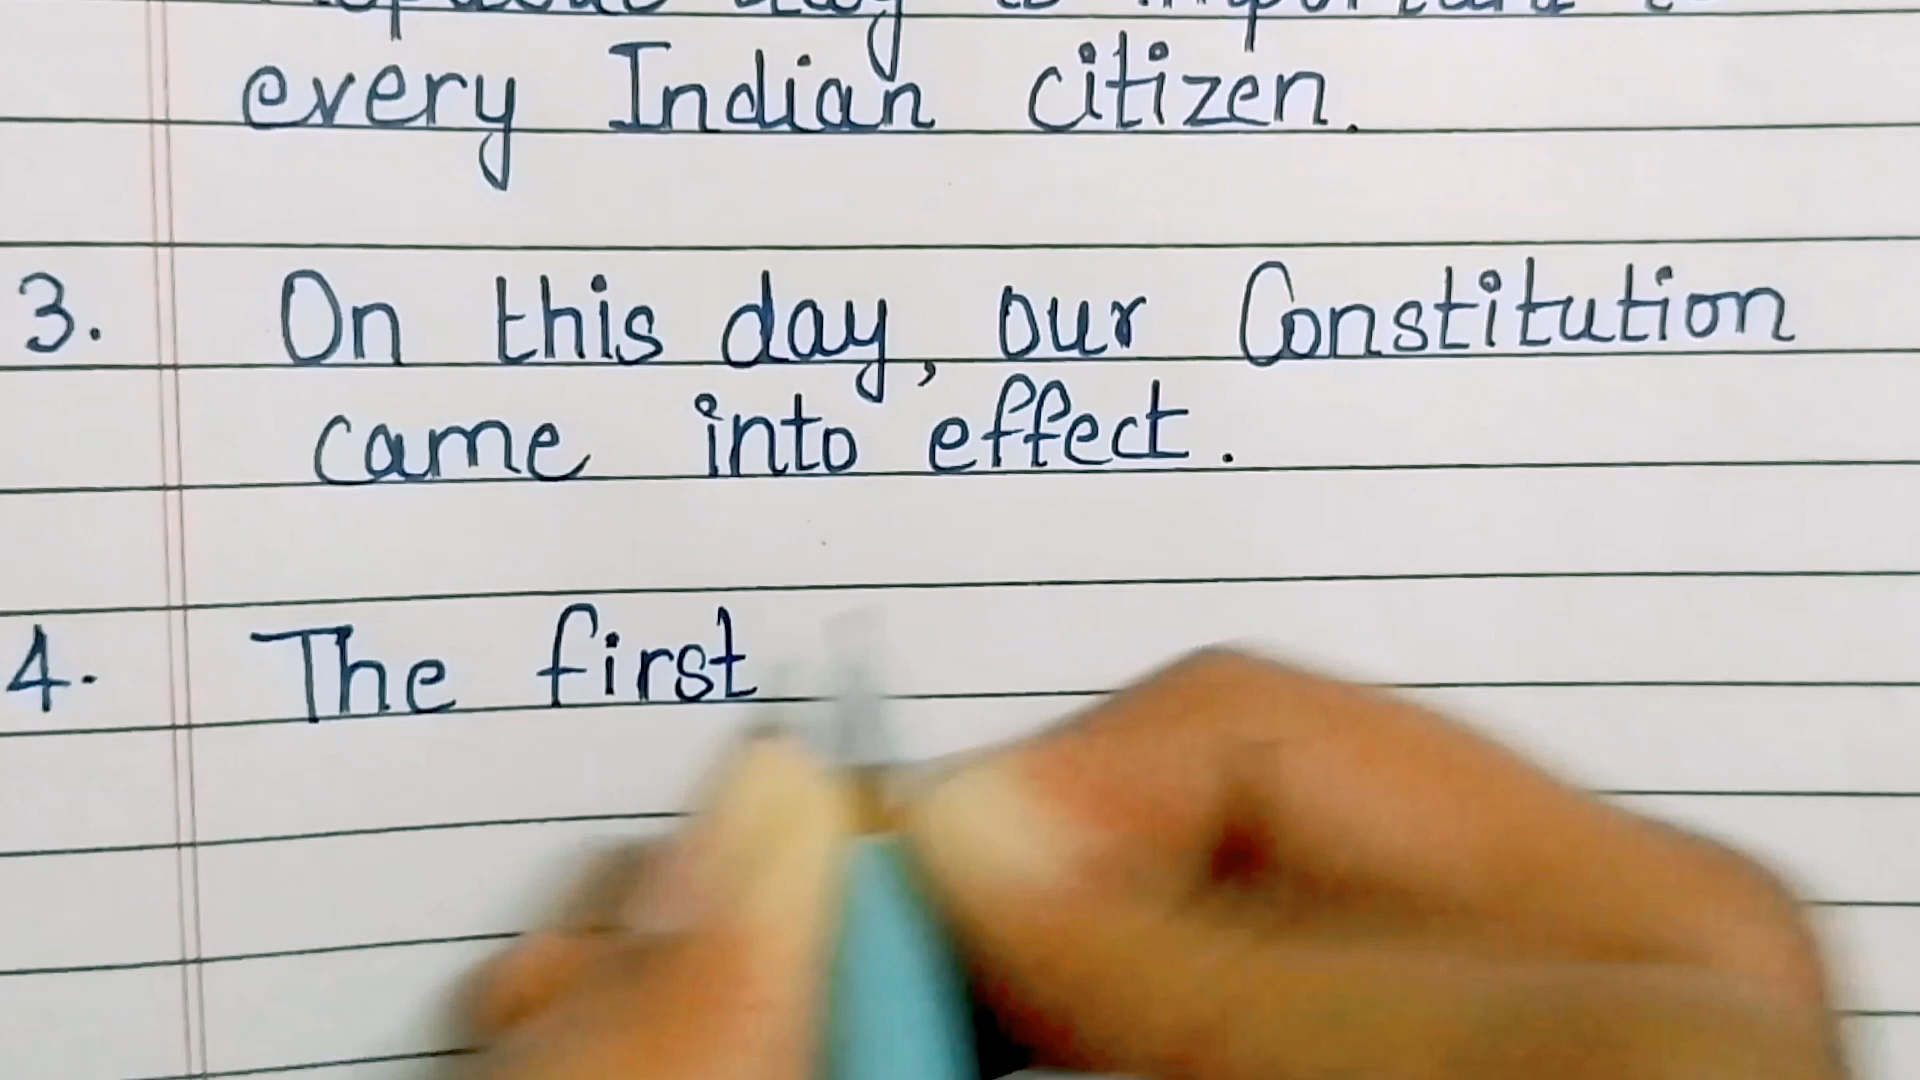 every Indian citizen.
3. On this day, our Constitution
came into effect.
4. The first